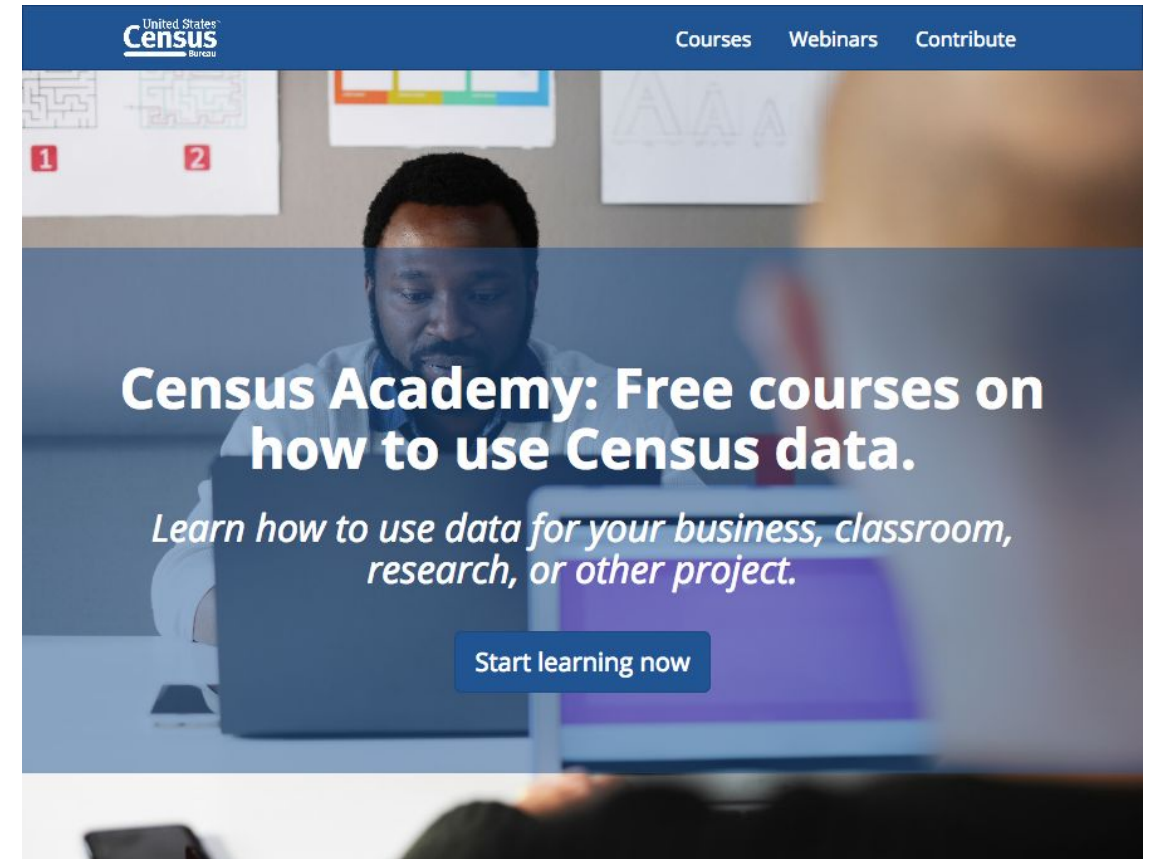 United States
Census
Bureau
Courses Webinars Contribute
1 2
A A A
Census Academy: Free courses on
how to use Census data.
Learn how to use data for your business, classroom,
research, or other project.
Start learning now